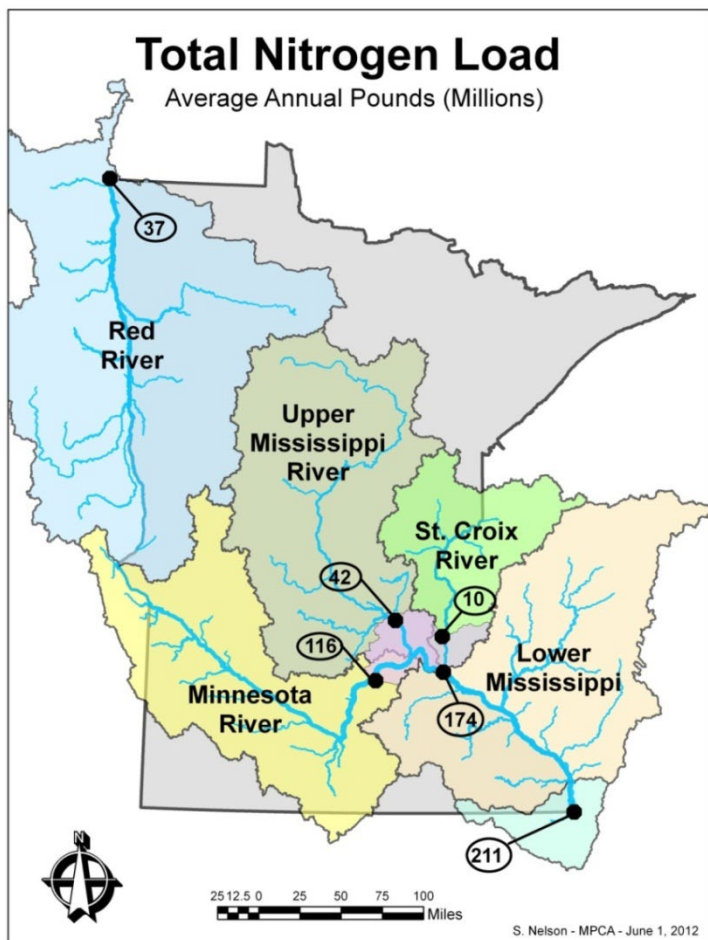 Total Nitrogen Load
Average Annual Pounds (Millions)
37
Red
River
Upper
Mississippi
River
St. Croix
River
42
10
116
Lower
Mississippi
Minnesota
River
174
211
N
25 12.5 0 25 50 75 100
Miles
S. Nelson - MPCA - June 1, 2012